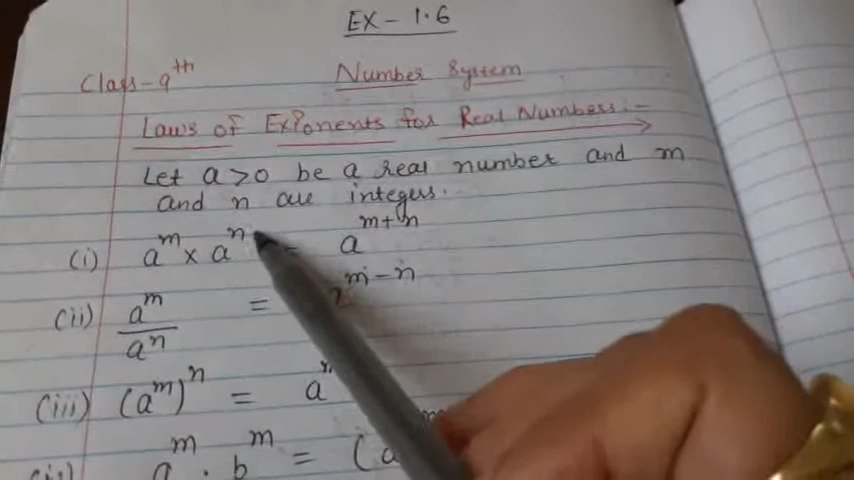 EX - 1.6
Class - 9th
Number System
Laws of Exponents for Real Numbers :-
Let a > 0 be a real number and m
and n are integers.
(i) a^m × a^n = a^(m+n)
(ii) a^m / a^n = a^(m-n)
(iii) (a^m)^n = a
a^m . b^m = (a